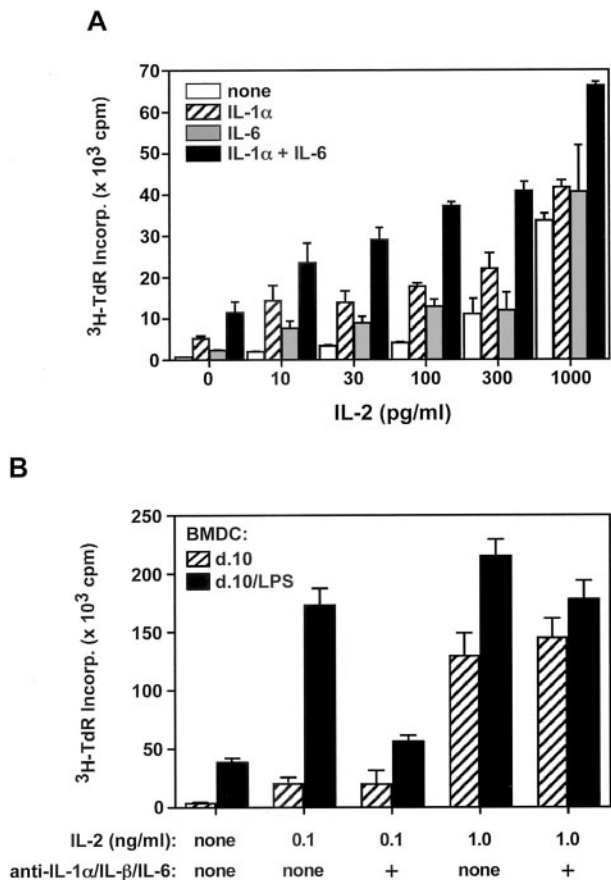 A
³H-TdR Incorp. (x 10³ cpm)
70
60
50
40
30
20
10
0
none
IL-1α
IL-6
IL-1α + IL-6
0 10 30 100 300 1000
IL-2 (pg/ml)
B
³H-TdR Incorp. (x 10³ cpm)
250
200
150
100
50
0
BMDC:
d.10
d.10/LPS
IL-2 (ng/ml): none 0.1 0.1 1.0 1.0
anti-IL-1α/IL-β/IL-6: none none + none +